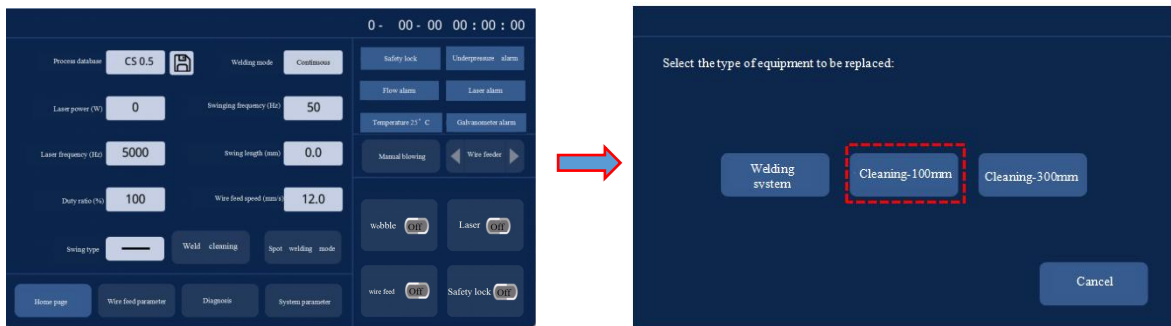 0- 00-00 00:00:00
Process database CS 0.5 Welding mode Continuous
Safety lock Underpressure alarm
Laser power (W) 0 Swinging frequency (Hz) 50
Flow alarm Laser alarm
Temperature 25° C Galvanometer alarm
Laser frequency (Hz) 5000 Swing length (mm) 0.0
Manual blowing Wire feeder
Duty ratio (%) 100 Wire feed speed (mm/s) 12.0
wobble Off Laser Off
Swing type Weld cleaning Spot welding mode
wire feed Off Safety lock Off
Home page Wire feed parameter Diagnosis System parameter
Select the type of equipment to be replaced:
Welding
system
Cleaning-100mm
Cleaning-300mm
Cancel